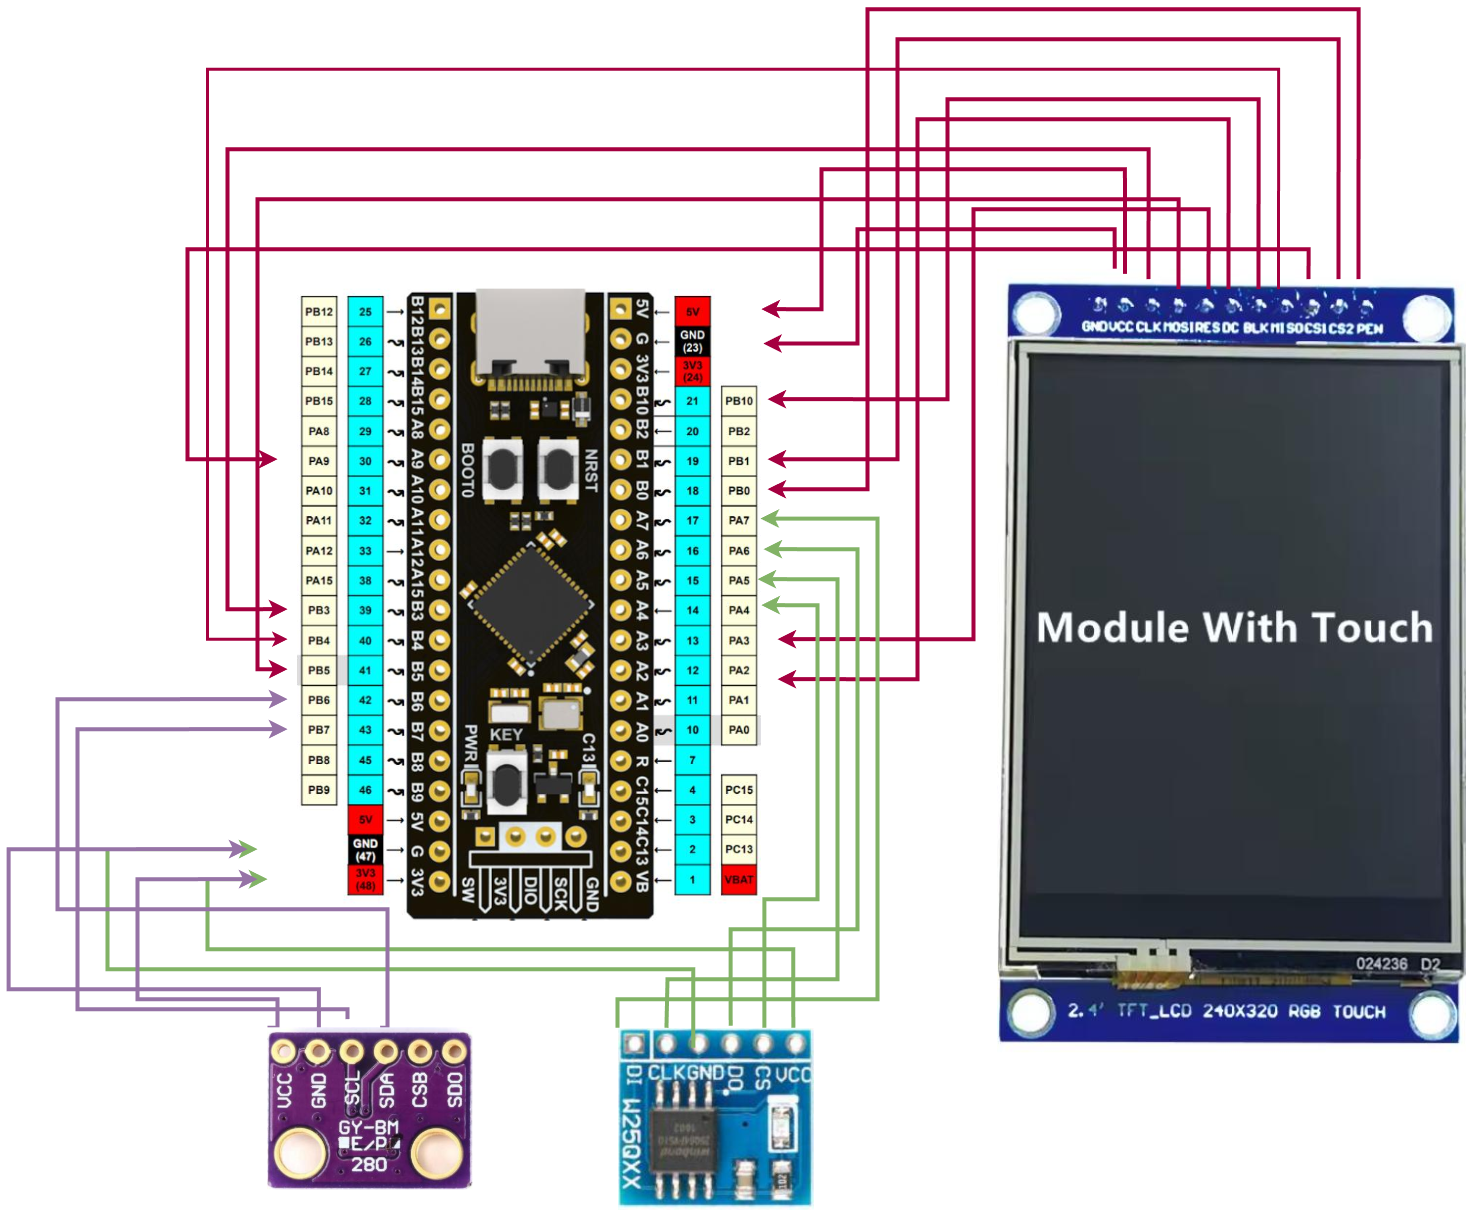 GND VCC CLK MOSI RES DC BLK MISO CS1 CS2 PEN
PB12 25 B12
PB13 26 B13
PB14 27 B14
PB15 28 B15
PA8 29 A8
PA9 30 A9
PA10 31 A10
PA11 32 A11
PA12 33 A12
PA15 38 A15
PB3 39 B3
PB4 40 B4
PB5 41 B5
PB6 42 B6
PB7 43 B7
PB8 45 B8
PB9 46 B9
5V 5V
GND
(47)
G
3V3
(48)
3V3
BOOT0
NRST
KEY
PWR
C13
SW
3V3
DIO
SCK
GND
5V 5V
G
GND
(23)
3V3
3V3
(24)
B10 21 PB10
B2 20 PB2
B1 19 PB1
B0 18 PB0
A7 17 PA7
A6 16 PA6
A5 15 PA5
A4 14 PA4
A3 13 PA3
A2 12 PA2
A1 11 PA1
A0 10 PA0
R 7
C15 4 PC15
C14 3 PC14
C13 2 PC13
VB 1 VBAT
Module With Touch
024236 D2
2.4' TFT_LCD 240X320 RGB TOUCH
VCC
GND
SCL
SDA
CSB
SDO
GY-BM
E/P
280
DI
CLK
GND
DO
CS
VCC
W25QXX
winbond